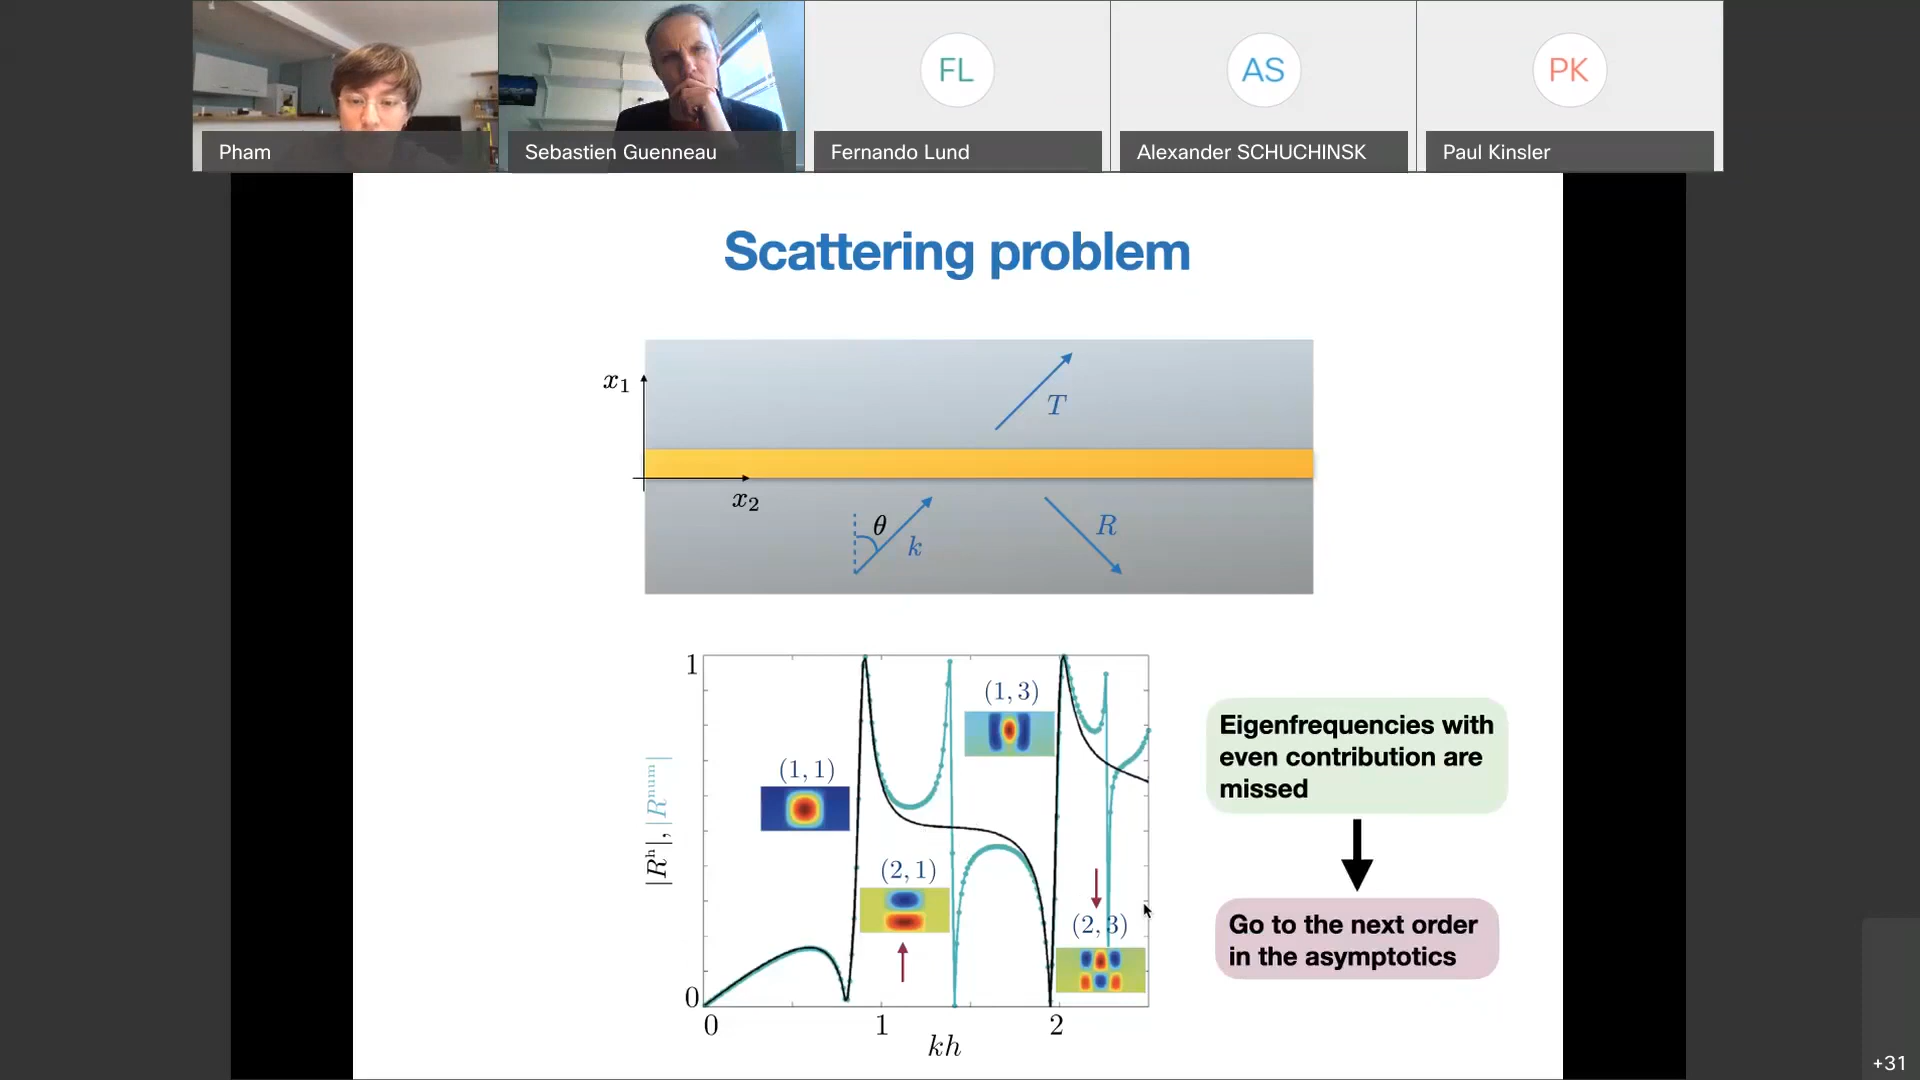 Pham
Sebastien Guenneau
FL
Fernando Lund
AS
Alexander SCHUCHINSK
PK
Paul Kinsler
Scattering problem
x₁
T
x₂
θ
k
R
1
(1, 3)
(1, 1)
(2, 1)
(2, 3)
|Rʰ|, |Rⁿᵘᵐ|
0
0
1
2
kh
Eigenfrequencies with
even contribution are
missed
Go to the next order
in the asymptotics
+31